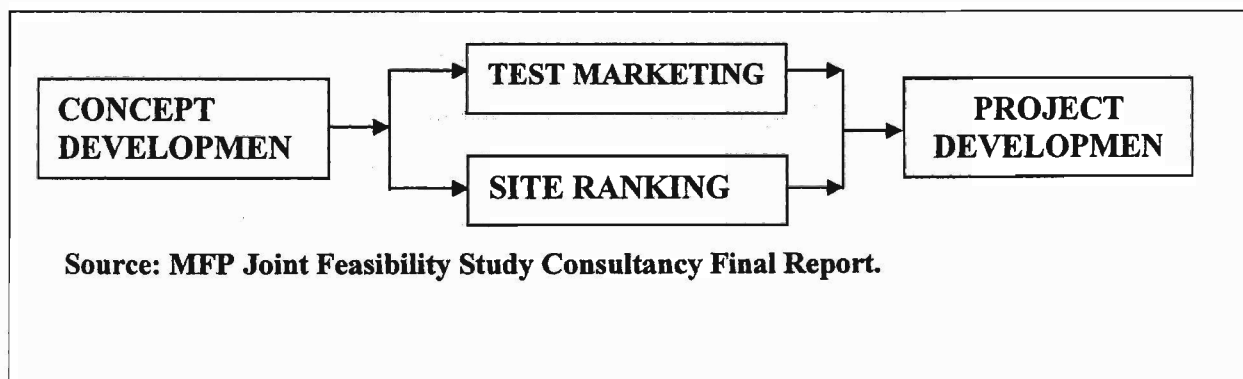 CONCEPT
DEVELOPMEN
TEST MARKETING
SITE RANKING
PROJECT
DEVELOPMEN
Source: MFP Joint Feasibility Study Consultancy Final Report.